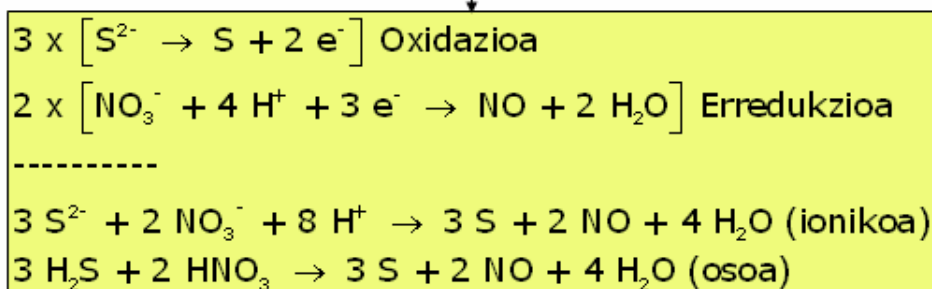 3 x [S²⁻ → S + 2 e⁻] Oxidazioa
2 x [NO₃⁻ + 4 H⁺ + 3 e⁻ → NO + 2 H₂O] Erredukzioa
----------
3 S²⁻ + 2 NO₃⁻ + 8 H⁺ → 3 S + 2 NO + 4 H₂O (ionikoa)
3 H₂S + 2 HNO₃ → 3 S + 2 NO + 4 H₂O (osoa)